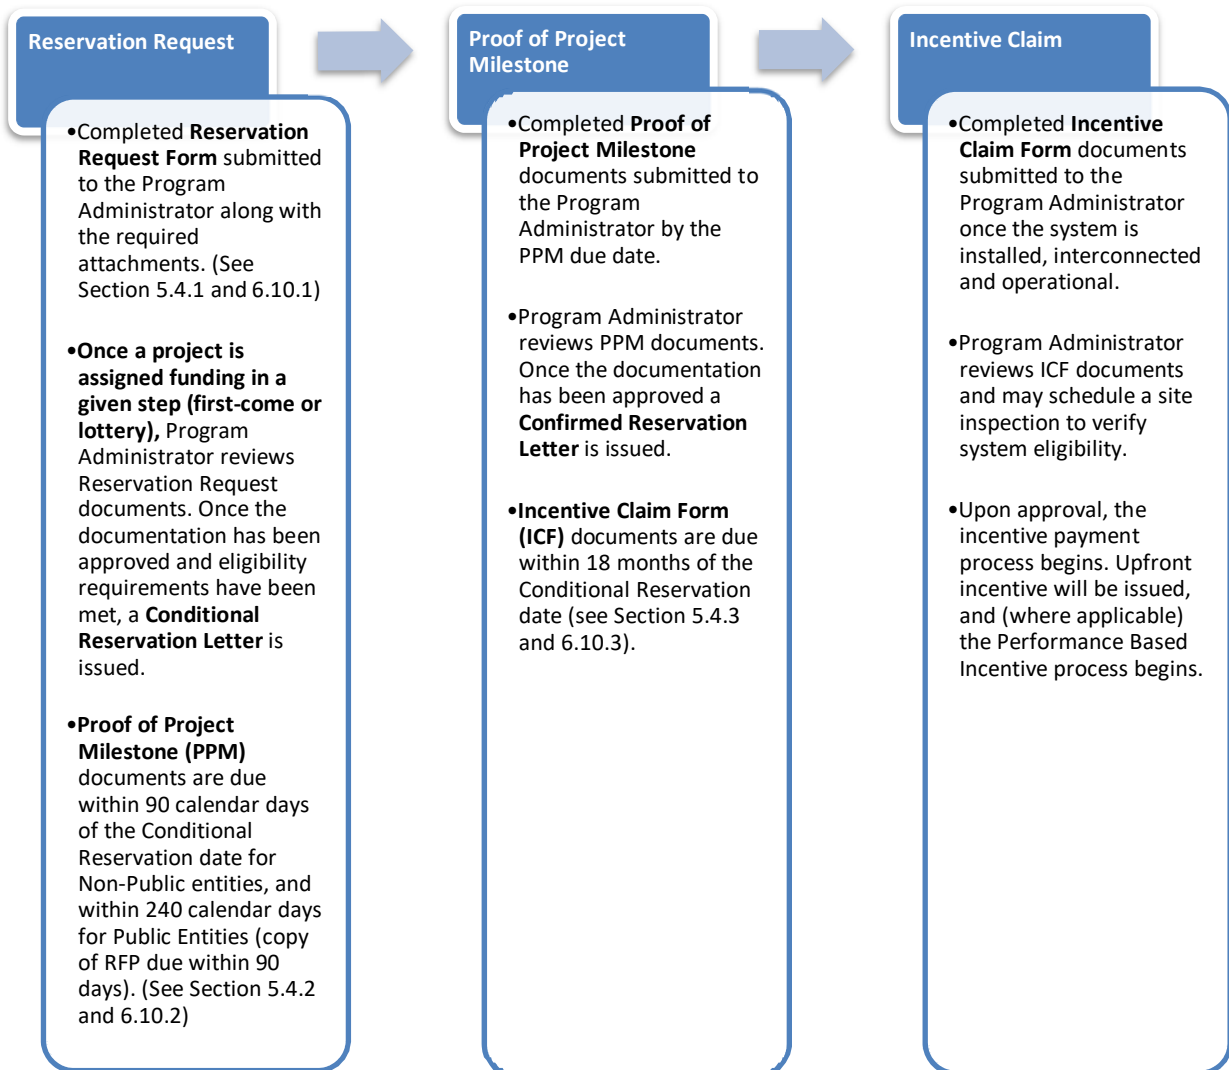 Reservation Request
•Completed Reservation
Request Form submitted
to the Program
Administrator along with
the required
attachments. (See
Section 5.4.1 and 6.10.1)
•Once a project is
assigned funding in a
given step (first-come or
lottery), Program
Administrator reviews
Reservation Request
documents. Once the
documentation has been
approved and eligibility
requirements have been
met, a Conditional
Reservation Letter is
issued.
•Proof of Project
Milestone (PPM)
documents are due
within 90 calendar days
of the Conditional
Reservation date for
Non-Public entities, and
within 240 calendar days
for Public Entities (copy
of RFP due within 90
days). (See Section 5.4.2
and 6.10.2)
Proof of Project
Milestone
•Completed Proof of
Project Milestone
documents submitted to
the Program
Administrator by the
PPM due date.
•Program Administrator
reviews PPM documents.
Once the documentation
has been approved a
Confirmed Reservation
Letter is issued.
•Incentive Claim Form
(ICF) documents are due
within 18 months of the
Conditional Reservation
date (see Section 5.4.3
and 6.10.3).
Incentive Claim
•Completed Incentive
Claim Form documents
submitted to the
Program Administrator
once the system is
installed, interconnected
and operational.
•Program Administrator
reviews ICF documents
and may schedule a site
inspection to verify
system eligibility.
•Upon approval, the
incentive payment
process begins. Upfront
incentive will be issued,
and (where applicable)
the Performance Based
Incentive process begins.